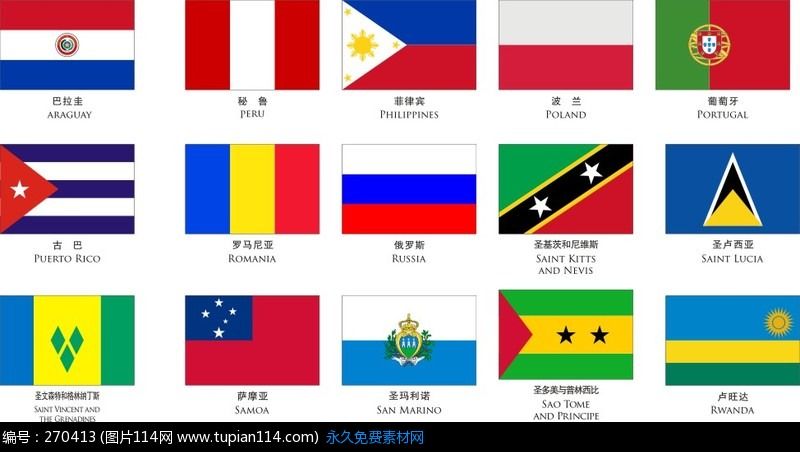 巴拉圭
ARAGUAY
秘 鲁
PERU
菲律宾
PHILIPPINES
波 兰
POLAND
葡萄牙
PORTUGAL
古 巴
PUERTO RICO
罗马尼亚
ROMANIA
俄罗斯
RUSSIA
圣基茨和尼维斯
SAINT KITTS
AND NEVIS
圣卢西亚
SAINT LUCIA
圣文森特和格林纳丁斯
SAINT VINCENT AND
THE GRENADINES
萨摩亚
SAMOA
圣玛利诺
SAN MARINO
圣多美与普林西比
SAO TOME
AND PRINCIPE
卢旺达
RWANDA
编号：270413 (图片114网 www.tupian114.com) 永久免费素材网